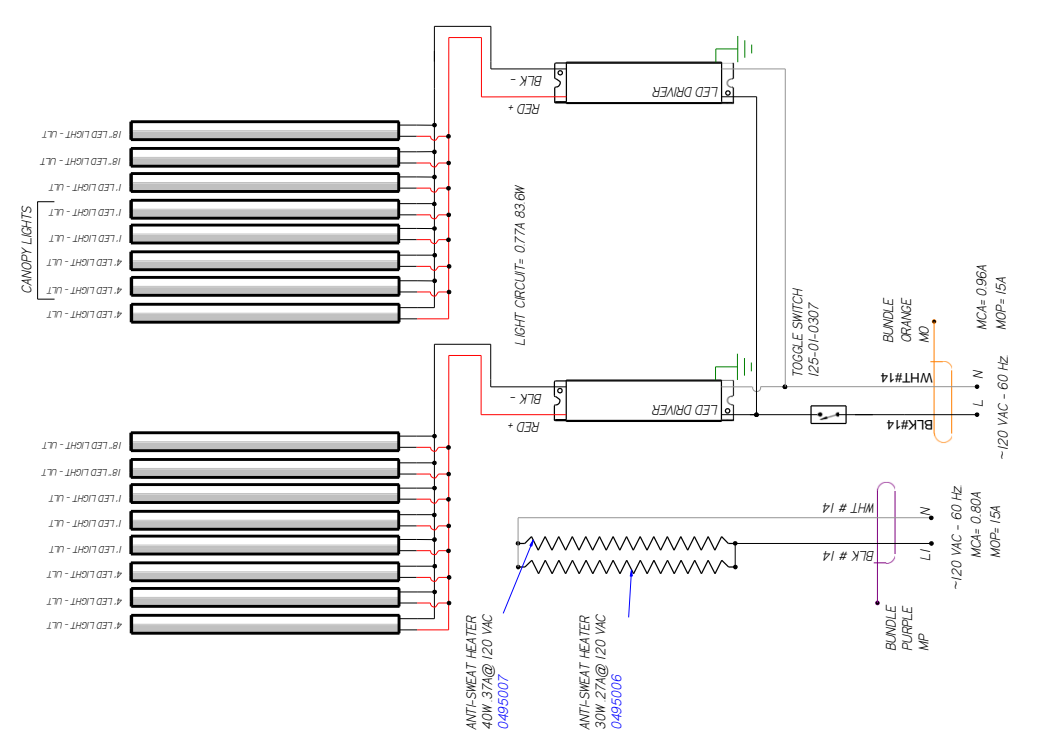 18" LED LIGHT - ULT
18" LED LIGHT - ULT
1' LED LIGHT - ULT
1' LED LIGHT - ULT
1' LED LIGHT - ULT
4' LED LIGHT - ULT
4' LED LIGHT - ULT
4' LED LIGHT - ULT
CANOPY LIGHTS
BLK -
RED +
LED DRIVER
LIGHT CIRCUIT= 0.77A 83.6W
18" LED LIGHT - ULT
18" LED LIGHT - ULT
1' LED LIGHT - ULT
1' LED LIGHT - ULT
1' LED LIGHT - ULT
4' LED LIGHT - ULT
4' LED LIGHT - ULT
4' LED LIGHT - ULT
BLK -
RED +
LED DRIVER
TOGGLE SWITCH
125-01-0307
BUNDLE
ORANGE
MO
WHT#14
BLK#14
N
L
~120 VAC - 60 Hz
MCA= 0.96A
MOP= 15A
WHT # 14
BLK # 14
N
L1
~120 VAC - 60 Hz
MCA= 0.80A
MOP= 15A
BUNDLE
PURPLE
MP
ANTI-SWEAT HEATER
40W .37A@ 120 VAC
0495007
ANTI-SWEAT HEATER
30W .27A@ 120 VAC
0495006